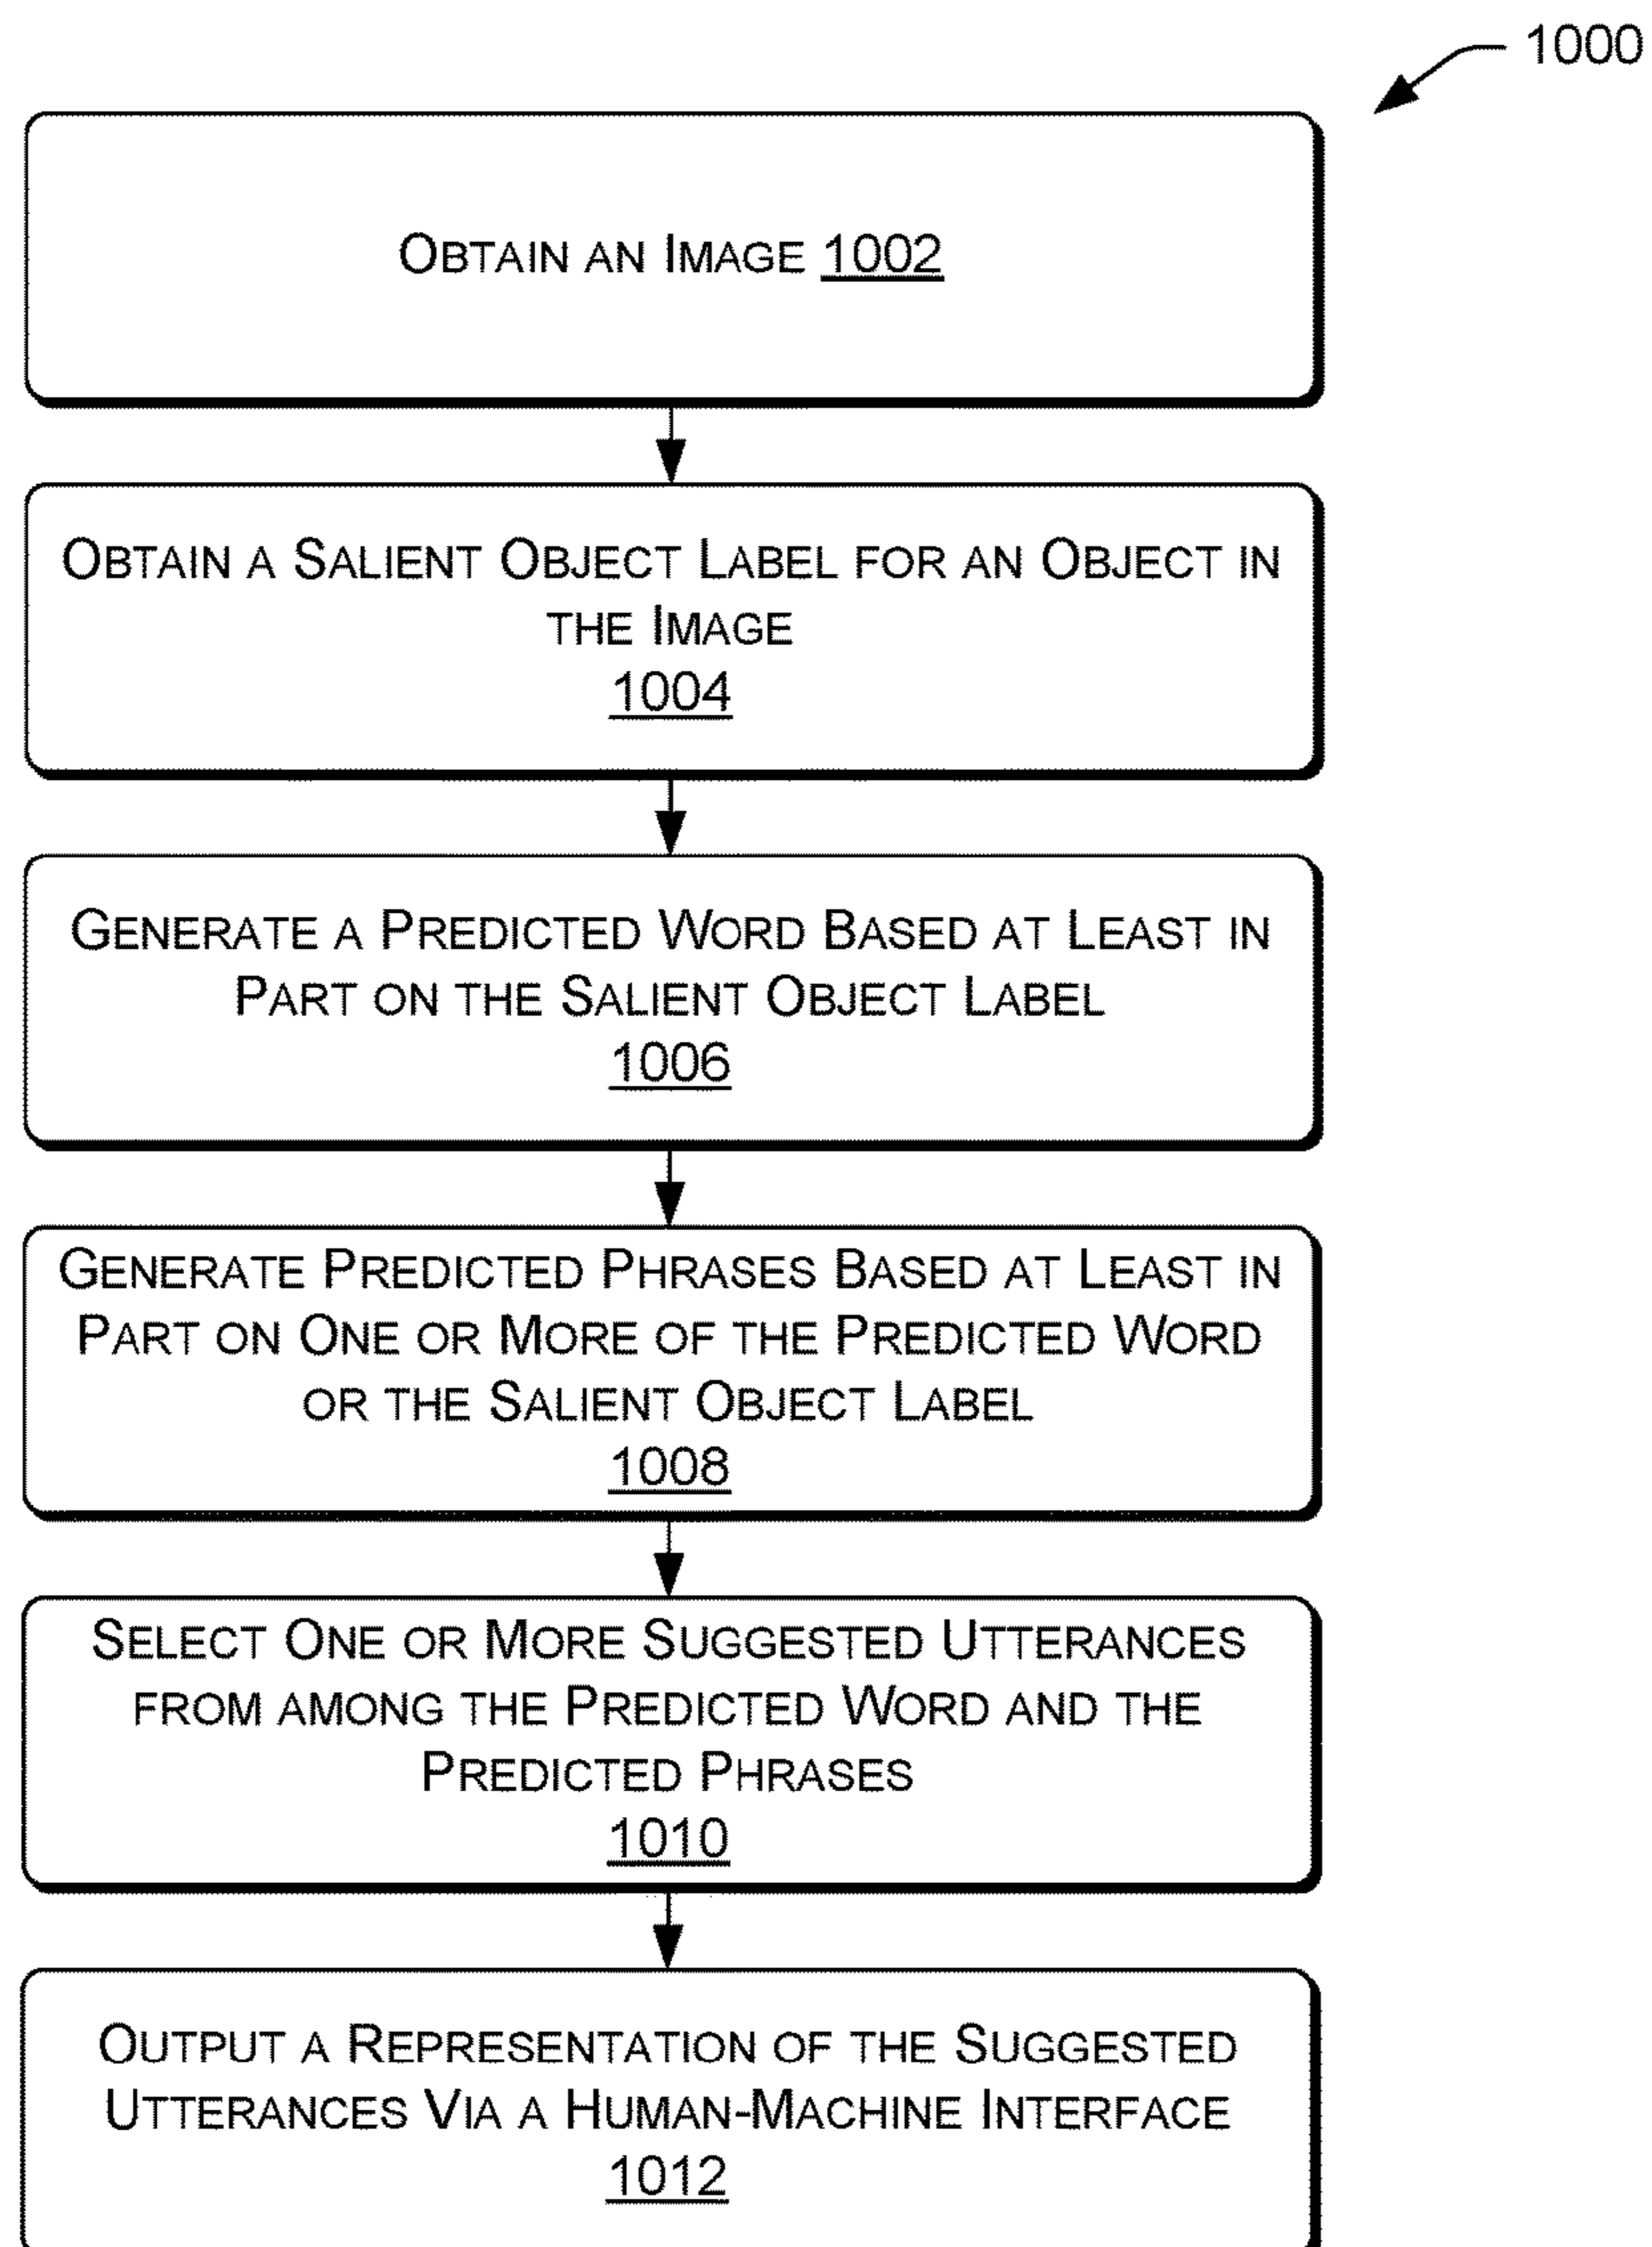 1000
OBTAIN AN IMAGE 1002
OBTAIN A SALIENT OBJECT LABEL FOR AN OBJECT IN
THE IMAGE
1004
GENERATE A PREDICTED WORD BASED AT LEAST IN
PART ON THE SALIENT OBJECT LABEL
1006
GENERATE PREDICTED PHRASES BASED AT LEAST IN
PART ON ONE OR MORE OF THE PREDICTED WORD
OR THE SALIENT OBJECT LABEL
1008
SELECT ONE OR MORE SUGGESTED UTTERANCES
FROM AMONG THE PREDICTED WORD AND THE
PREDICTED PHRASES
1010
OUTPUT A REPRESENTATION OF THE SUGGESTED
UTTERANCES VIA A HUMAN-MACHINE INTERFACE
1012